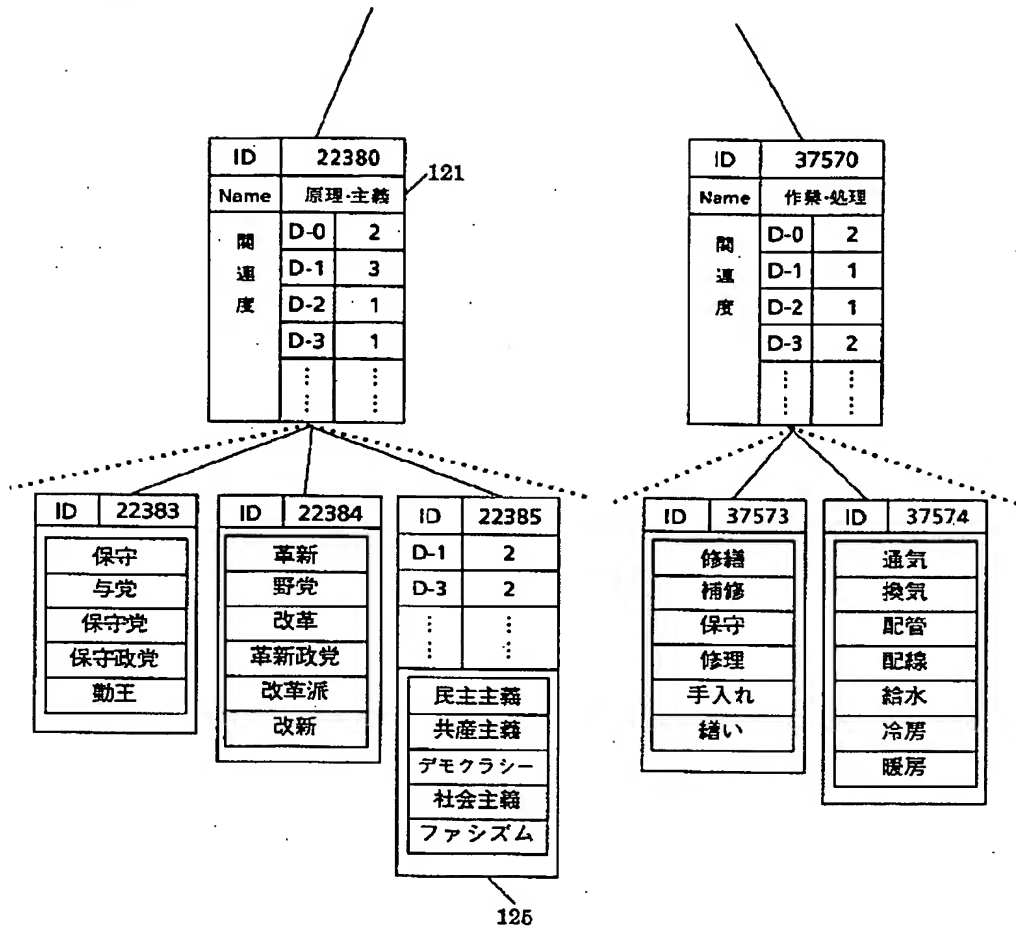 ID 22380
121
Name 原理・主義
関連度
D-0 2
D-1 3
D-2 1
D-3 1
ID 37570
Name 作業・処理
関連度
D-0 2
D-1 1
D-2 1
D-3 2
ID 22383
保守
与党
保守党
保守政党
勤王
ID 22384
革新
野党
改革
革新政党
改革派
改新
ID 22385
D-1 2
D-3 2
民主主義
共産主義
デモクラシー
社会主義
ファシズム
125
ID 37573
修繕
補修
保守
修理
手入れ
繕い
ID 37574
通気
換気
配管
配線
給水
冷房
暖房